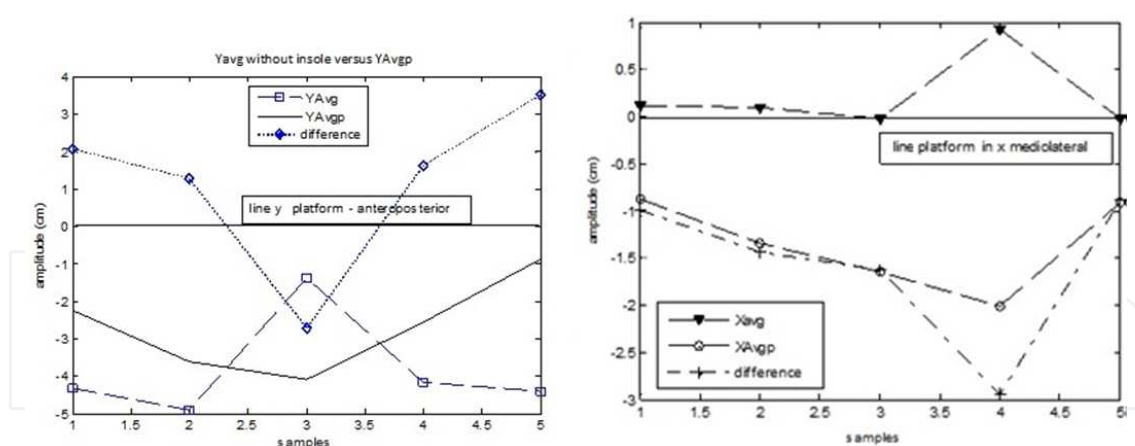 Yavg without insole versus YAvgp
amplitude (cm)
4
3
2
1
0
-1
-2
-3
-4
-5
YAvg
YAvgp
difference
line y platform - anteroposterior
1 1.5 2 2.5 3 3.5 4 4.5 5
s amples
amplitude (cm)
1
0.5
0
-0.5
-1
-1.5
-2
-2.5
-3
line platform in x mediolateral
Xavg
XAvgp
difference
1 1.5 2 2.5 3 3.5 4 4.5 5
s amples